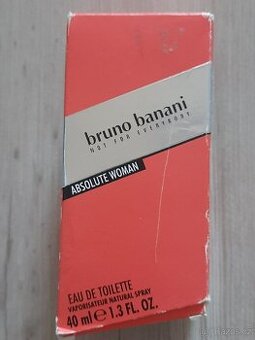 bruno banani
NOT FOR EVERYBODY
ABSOLUTE WOMAN
EAU DE TOILETTE
VAPORISATEUR NATURAL SPRAY
40 ml ℮ 1.3 FL. OZ.